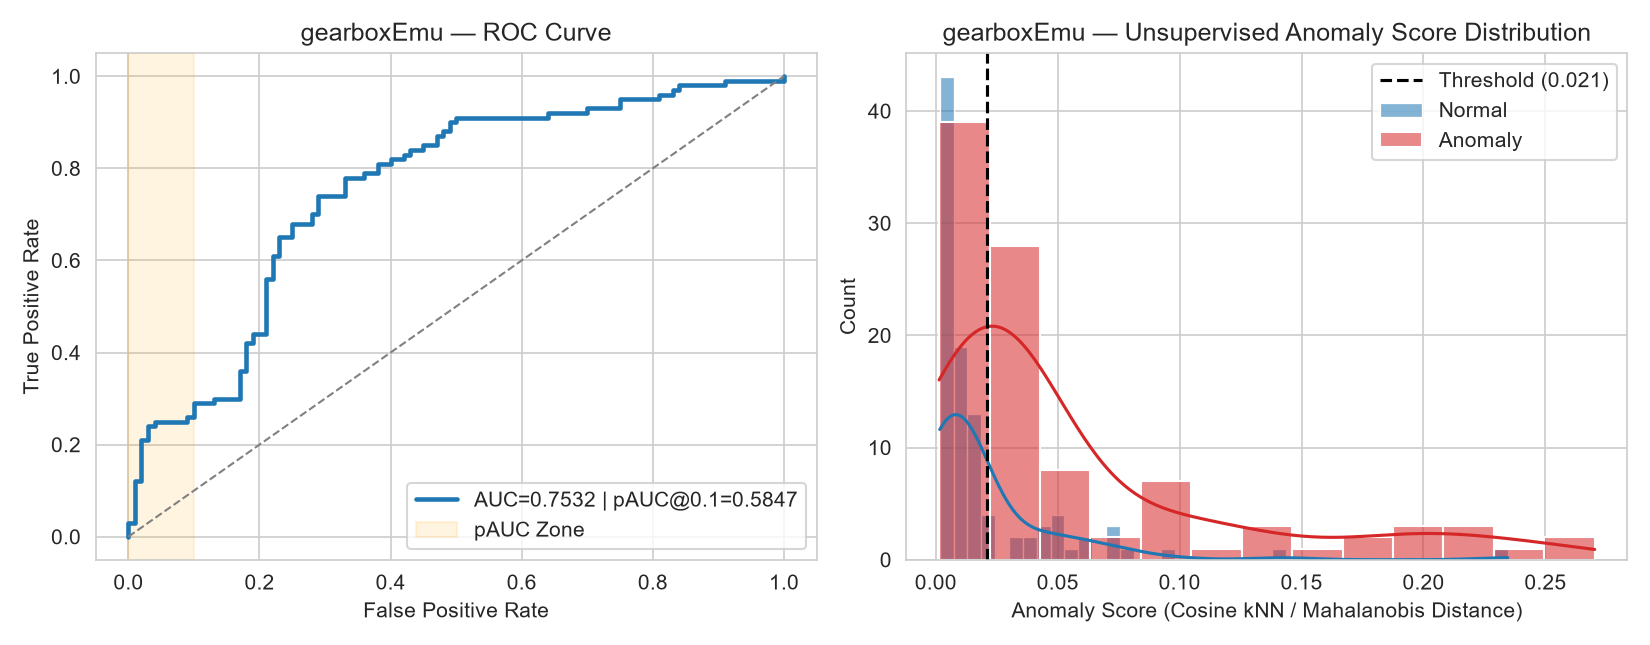 gearboxEmu — ROC Curve
1.0
0.8
0.6
0.4
0.2
0.0
True Positive Rate
0.0 0.2 0.4 0.6 0.8 1.0
False Positive Rate
AUC=0.7532 | pAUC@0.1=0.5847
pAUC Zone
gearboxEmu — Unsupervised Anomaly Score Distribution
Threshold (0.021)
Normal
Anomaly
40
30
20
10
0
Count
0.00 0.05 0.10 0.15 0.20 0.25
Anomaly Score (Cosine kNN / Mahalanobis Distance)